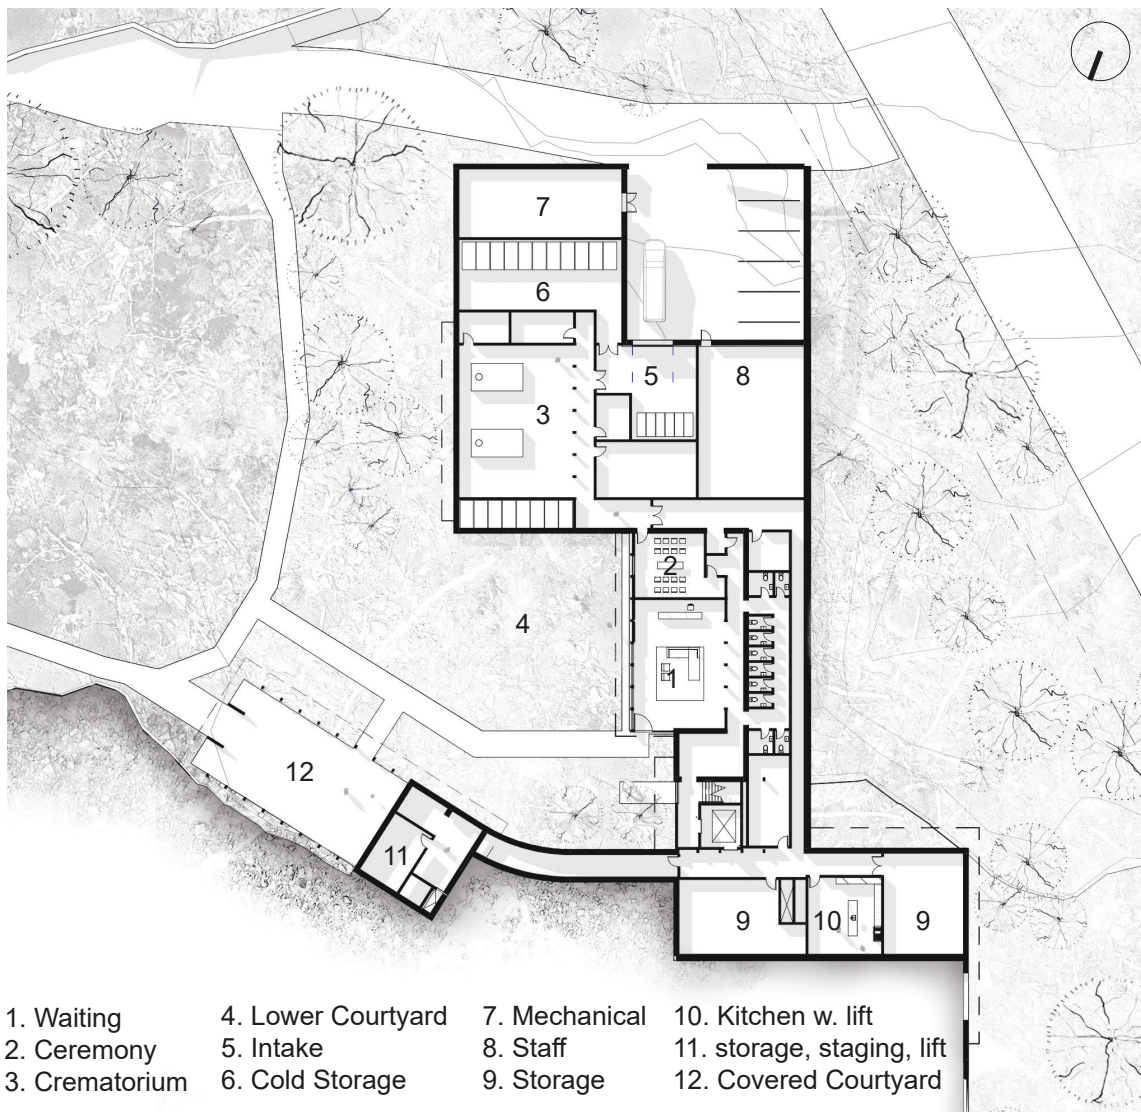 7
6
5
8
3
2
4
1
12
11
9
10
9
1. Waiting
2. Ceremony
3. Crematorium
4. Lower Courtyard
5. Intake
6. Cold Storage
7. Mechanical
8. Staff
9. Storage
10. Kitchen w. lift
11. storage, staging, lift
12. Covered Courtyard